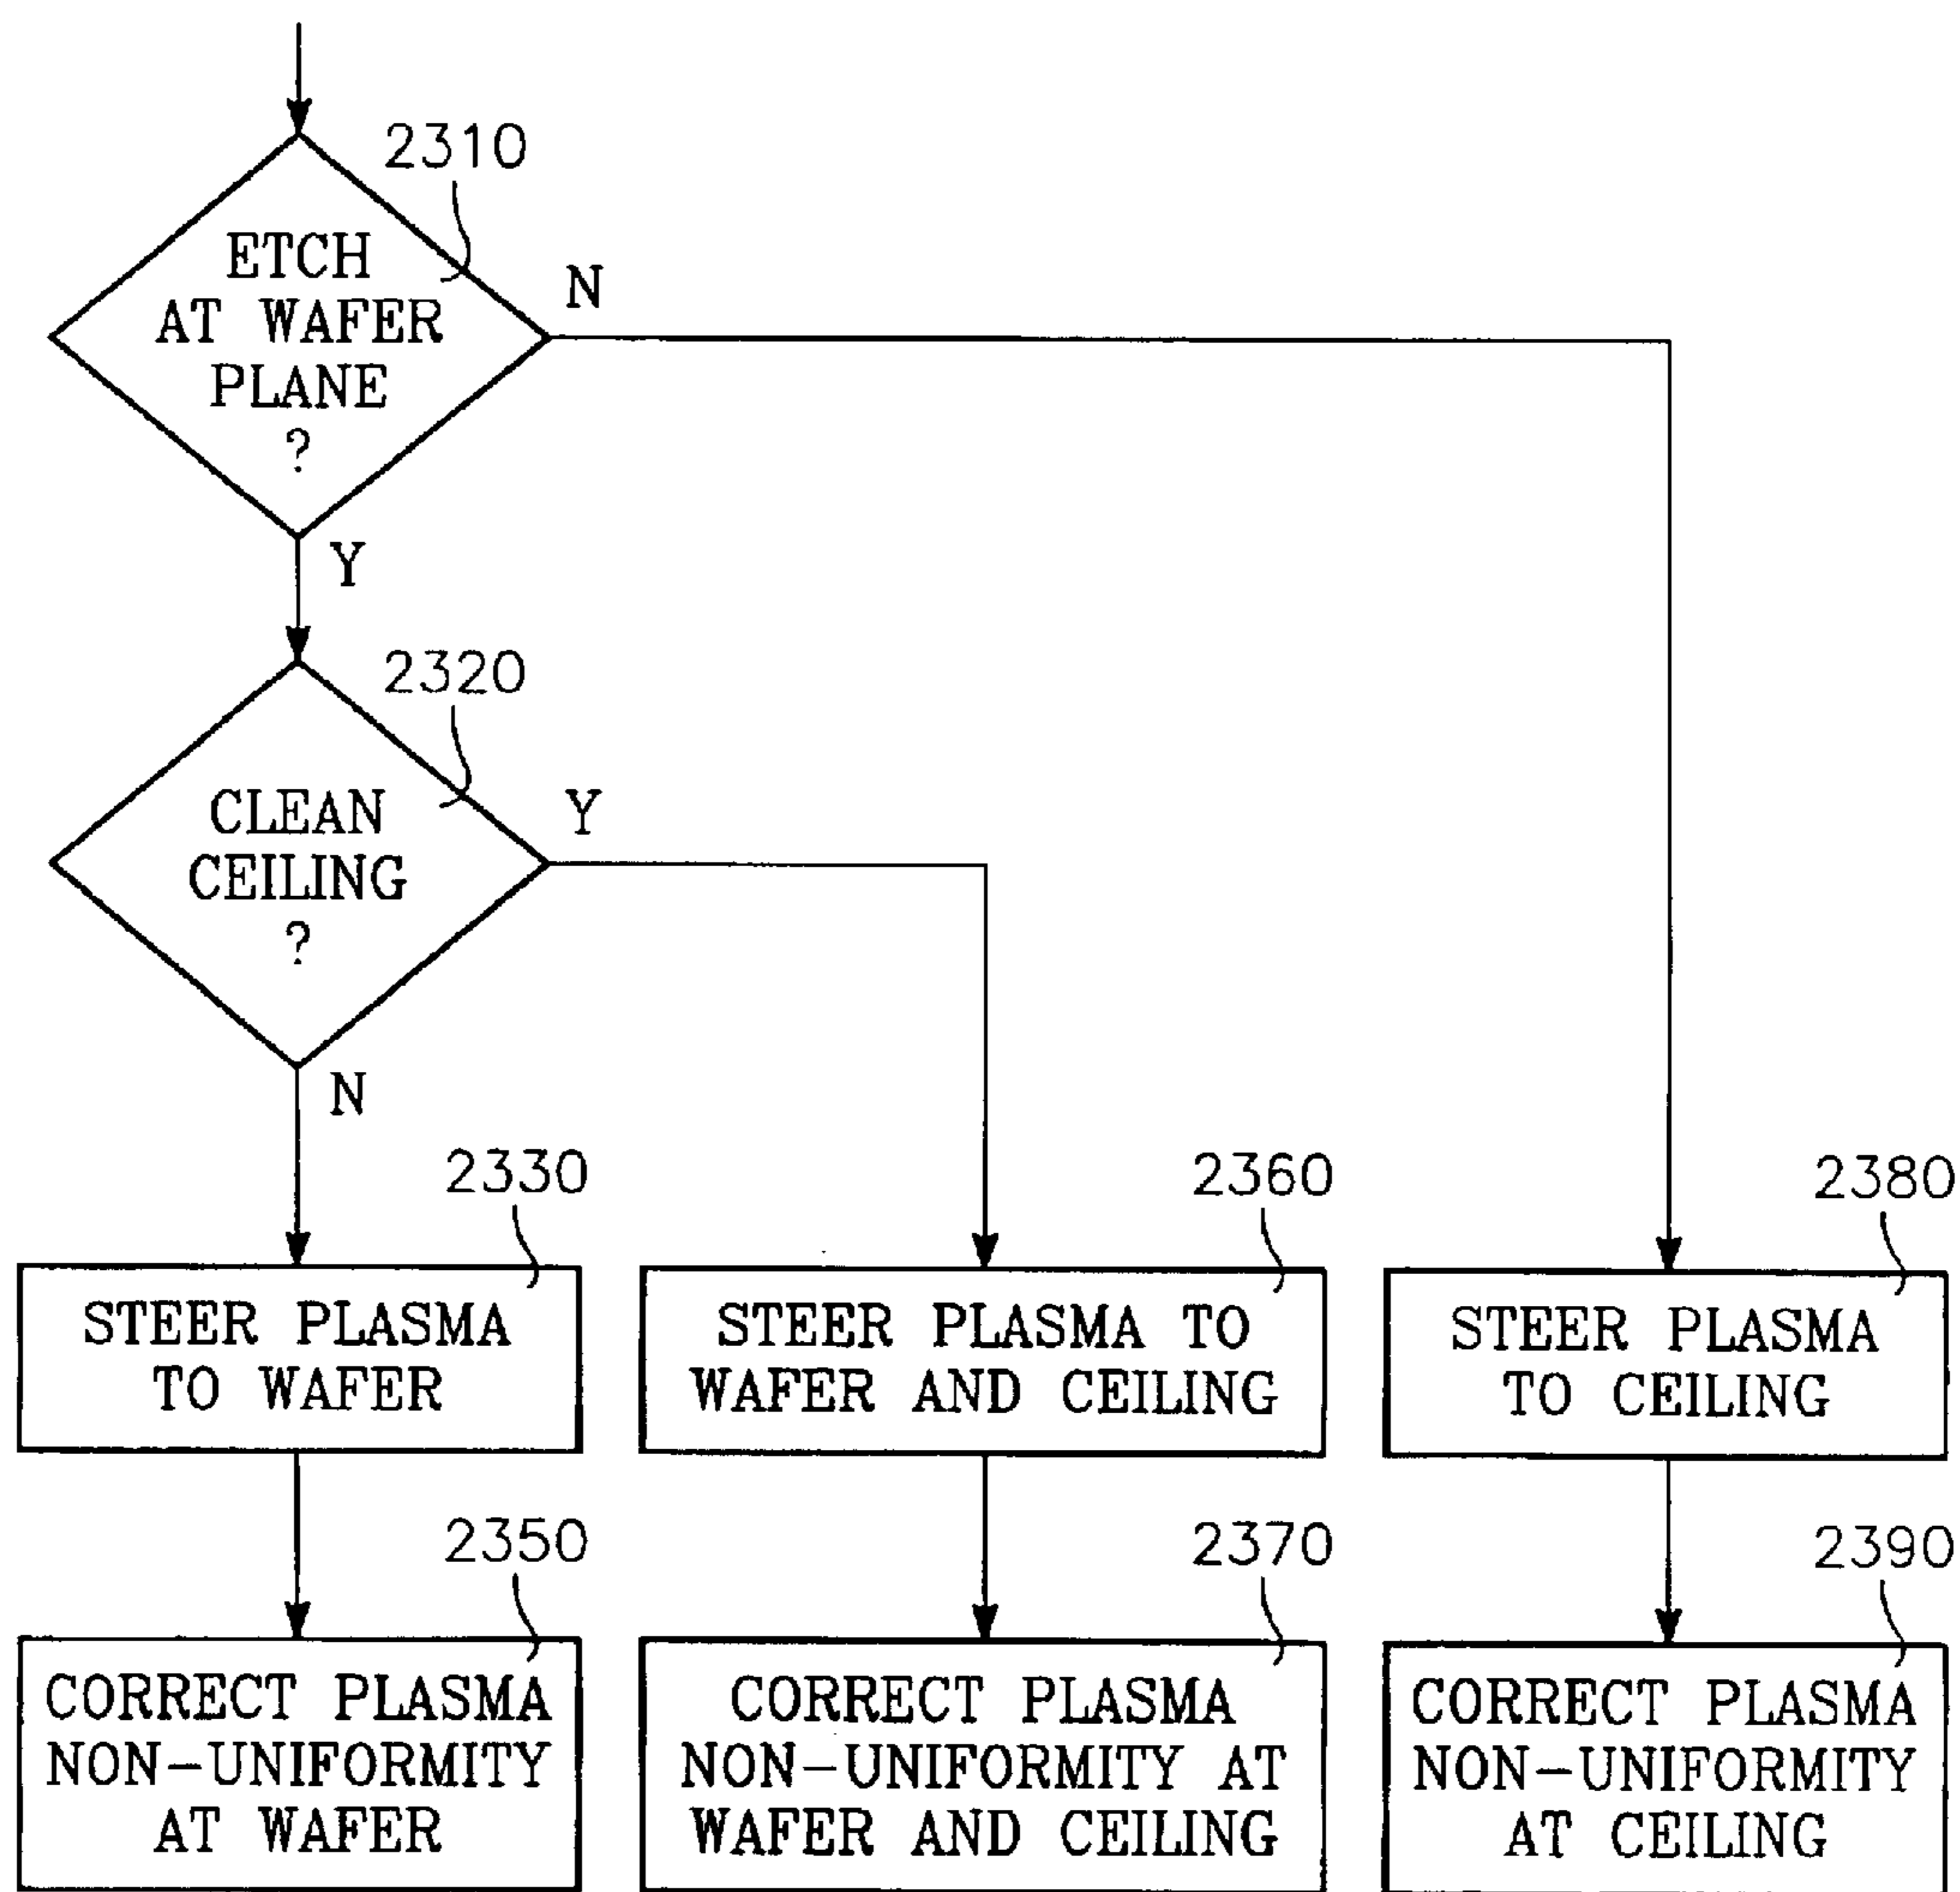 2310
ETCH
AT WAFER
PLANE
?
N
Y
2320
CLEAN
CEILING
?
Y
N
2330
STEER PLASMA
TO WAFER
2360
STEER PLASMA TO
WAFER AND CEILING
2380
STEER PLASMA
TO CEILING
2350
CORRECT PLASMA
NON-UNIFORMITY
AT WAFER
2370
CORRECT PLASMA
NON-UNIFORMITY AT
WAFER AND CEILING
2390
CORRECT PLASMA
NON-UNIFORMITY
AT CEILING